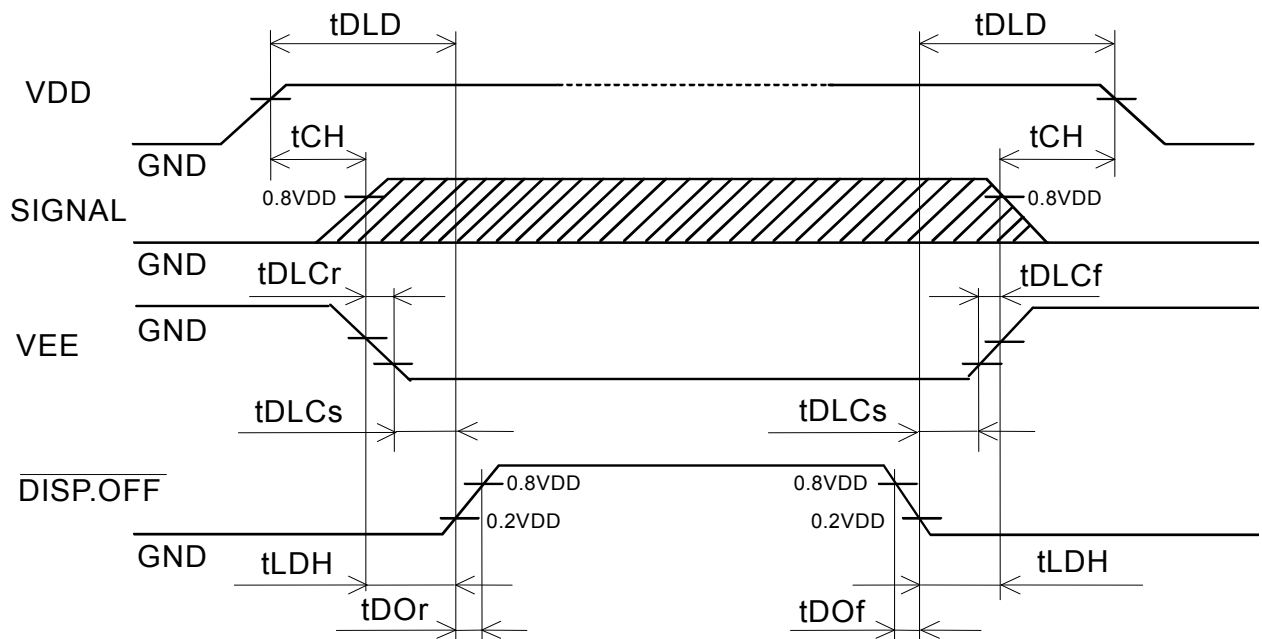 tDLD tDLD
VDD
tCH tCH
GND
0.8VDD 0.8VDD
SIGNAL
GND
tDLCr tDLCf
GND
VEE
tDLCs tDLCs
DISP.OFF
0.8VDD 0.8VDD
0.2VDD 0.2VDD
GND
tLDH tLDH
tDOr tDOf